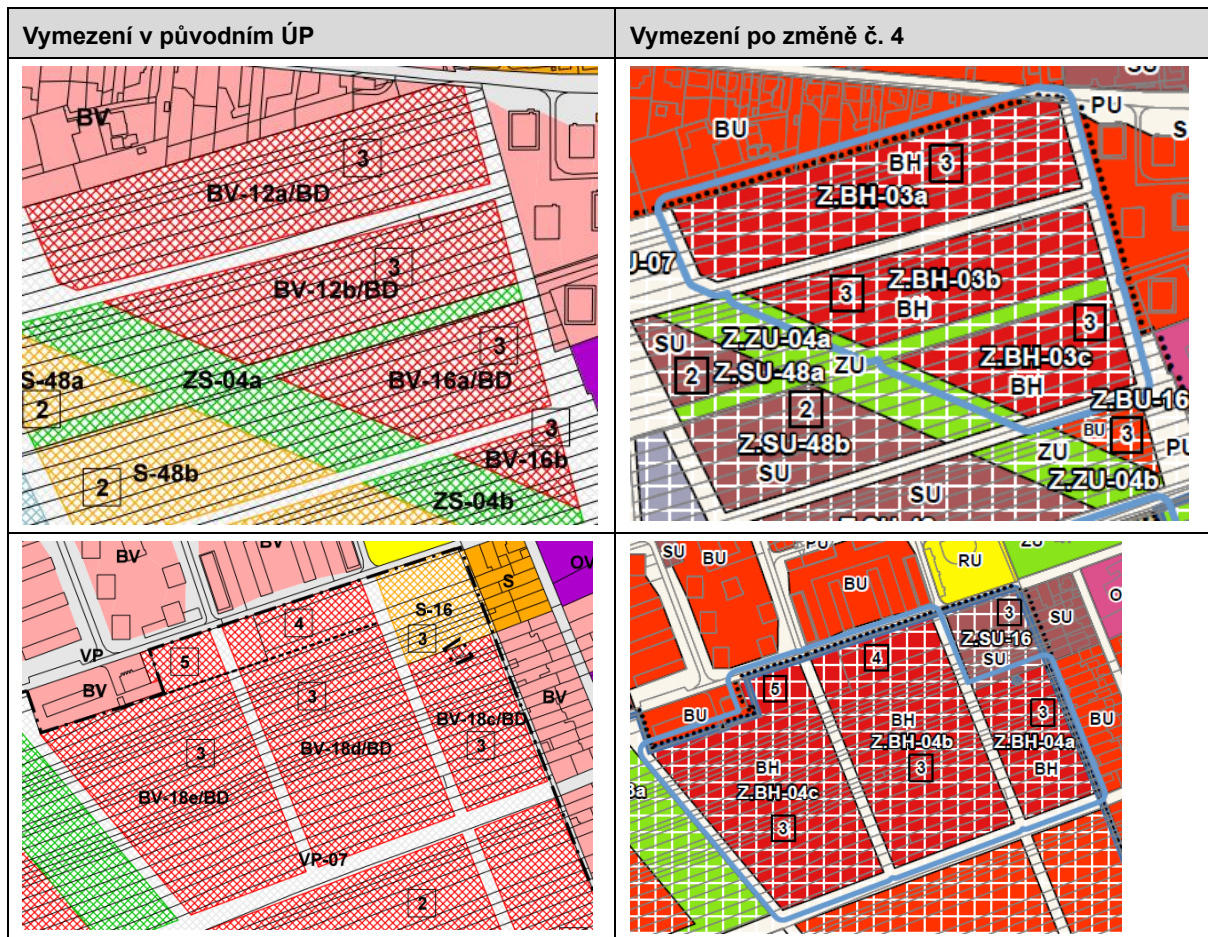 Vymezení v původním ÚP
Vymezení po změně č. 4
BV
3
BV-12a/BD
3
BV-12b/BD
3
S-48a
ZS-04a
BV-16a/BD
2
3
BV-16b
S-48b
2
ZS-04b
SU
PU
BU
BH
3
Z.BH-03a
U-07
3
Z.BH-03b
BH
3
Z.ZU-04a
SU
Z.BH-03c
2
Z.SU-48a
ZU
BH
Z.BU-16
2
BU
3
Z.SU-48b
ZU
PU
SU
Z.ZU-04b
SU
BV
BV
OV
S
S-16
4
3
VP
5
BV
3
BV
BV-18c/BD
3
BV-18d/BD
3
BV-18e/BD
VP-07
2
SU
BU
PU
RU
ZU
BU
3
SU
Z.SU-16
SU
4
5
BU
BH
3
BU
Z.BH-04b
Z.BH-04a
BH
3
BH
Z.BH-04c
3